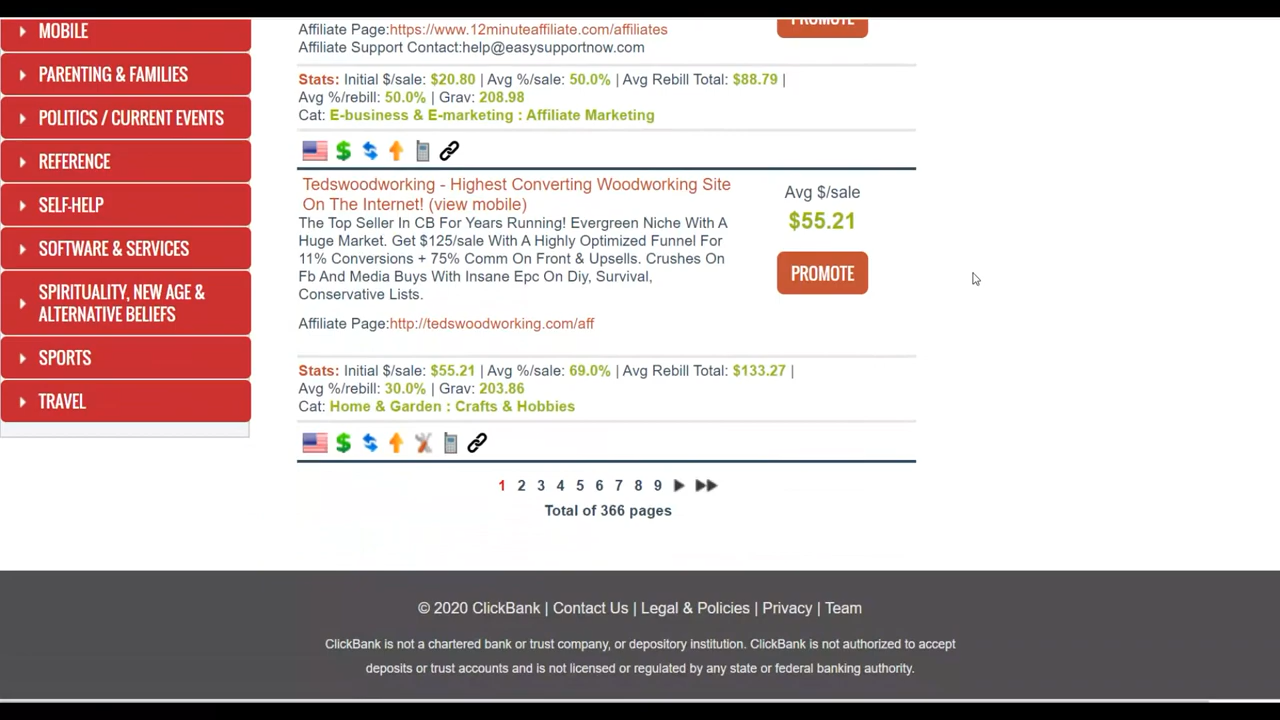 MOBILE
PARENTING & FAMILIES
POLITICS / CURRENT EVENTS
REFERENCE
SELF-HELP
SOFTWARE & SERVICES
SPIRITUALITY, NEW AGE &
ALTERNATIVE BELIEFS
SPORTS
TRAVEL
Affiliate Page:https://www.12minuteaffiliate.com/affiliates
Affiliate Support Contact:help@easysupportnow.com
PROMOTE
Stats: Initial $/sale: $20.80 | Avg %/sale: 50.0% | Avg Rebill Total: $88.79 |
Avg %/rebill: 50.0% | Grav: 208.98
Cat: E-business & E-marketing : Affiliate Marketing
Tedswoodworking - Highest Converting Woodworking Site
On The Internet! (view mobile)
The Top Seller In CB For Years Running! Evergreen Niche With A
Huge Market. Get $125/sale With A Highly Optimized Funnel For
11% Conversions + 75% Comm On Front & Upsells. Crushes On
Fb And Media Buys With Insane Epc On Diy, Survival,
Conservative Lists.
Affiliate Page:http://tedswoodworking.com/aff
Avg $/sale
$55.21
PROMOTE
Stats: Initial $/sale: $55.21 | Avg %/sale: 69.0% | Avg Rebill Total: $133.27 |
Avg %/rebill: 30.0% | Grav: 203.86
Cat: Home & Garden : Crafts & Hobbies
1 2 3 4 5 6 7 8 9
Total of 366 pages
© 2020 ClickBank | Contact Us | Legal & Policies | Privacy | Team
ClickBank is not a chartered bank or trust company, or depository institution. ClickBank is not authorized to accept
deposits or trust accounts and is not licensed or regulated by any state or federal banking authority.